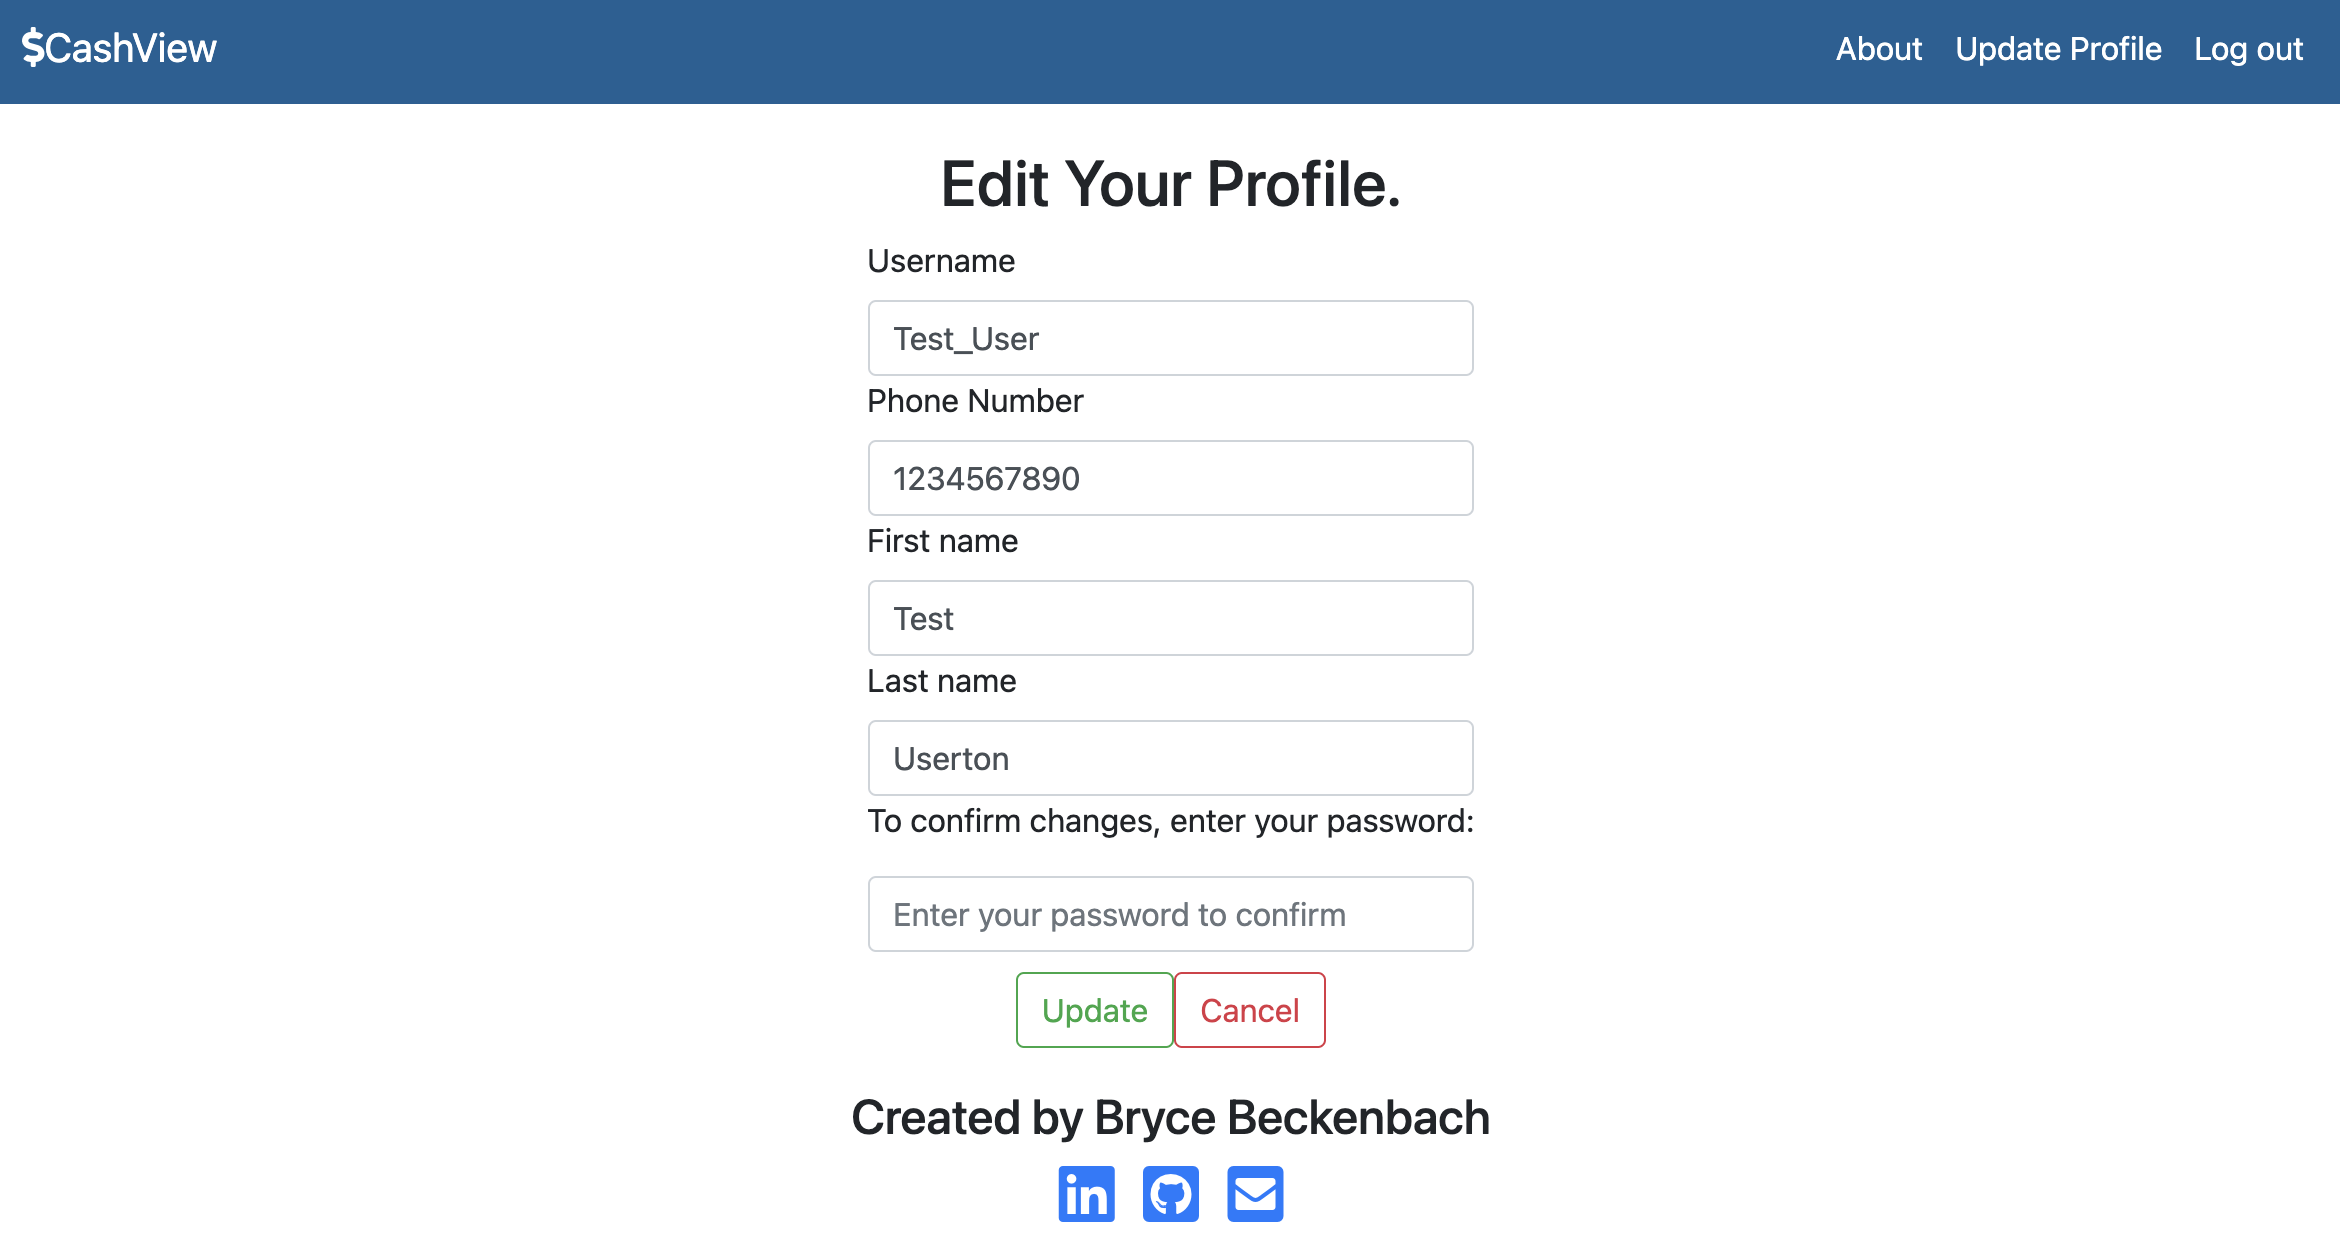 $CashView
About Update Profile Log out
Edit Your Profile.
Username
Test_User
Phone Number
1234567890
First name
Test
Last name
Userton
To confirm changes, enter your password:
Enter your password to confirm
Update Cancel
Created by Bryce Beckenbach
in